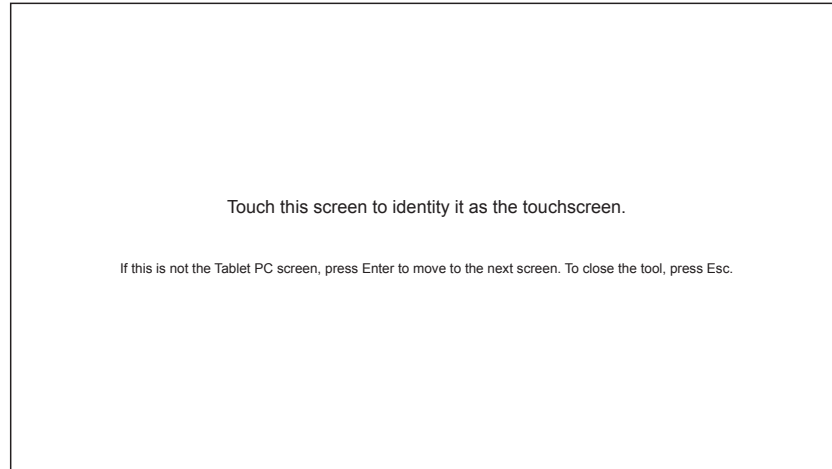 Touch this screen to identity it as the touchscreen.
If this is not the Tablet PC screen, press Enter to move to the next screen. To close the tool, press Esc.